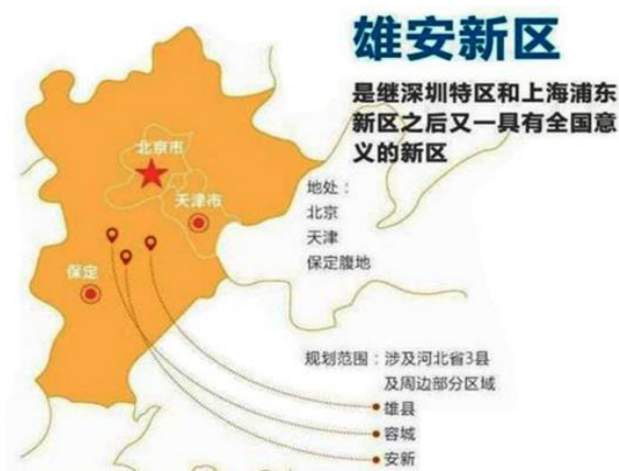 雄安新区
是继深圳特区和上海浦东
新区之后又一具有全国意
义的新区
北京市
天津市
保定
地处：
北京
天津
保定腹地
规划范围：涉及河北省3县
及周边部分区域
雄县
容城
安新